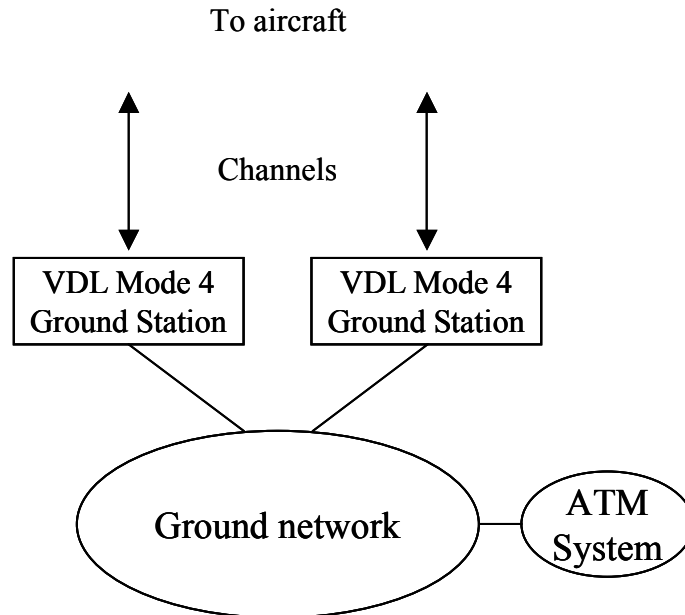 To aircraft
Channels
VDL Mode 4
Ground Station
VDL Mode 4
Ground Station
Ground network
ATM
System